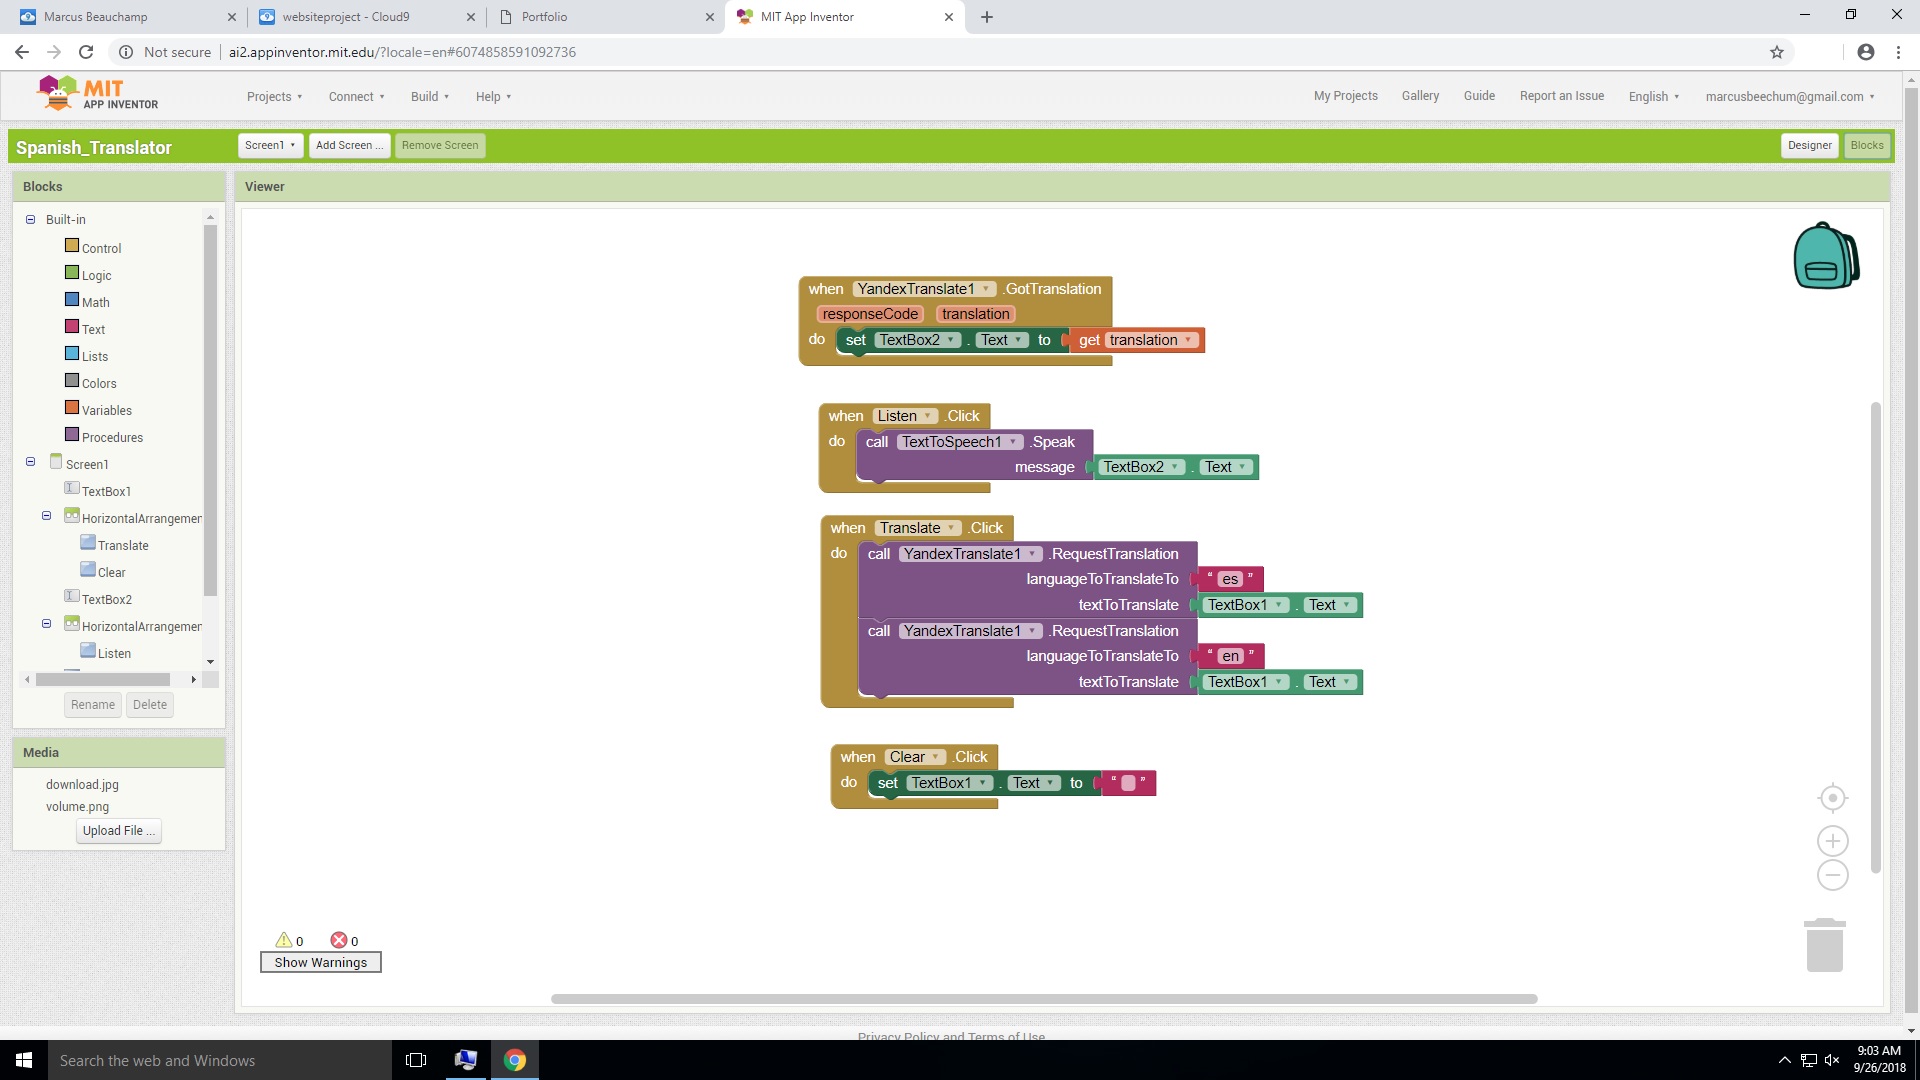 Marcus Beauchamp
websiteproject - Cloud9
Portfolio
MIT App Inventor
Not secure
ai2.appinventor.mit.edu/?locale=en#6074858591092736
MIT
APP INVENTOR
Projects
Connect
Build
Help
My Projects
Gallery
Guide
Report an Issue
English
marcusbeechum@gmail.com
Spanish_Translator
Screen1
Add Screen ...
Remove Screen
Designer
Blocks
Blocks
Built-in
Control
Logic
Math
Text
Lists
Colors
Variables
Procedures
Screen1
TextBox1
HorizontalArrangemen
Translate
Clear
TextBox2
HorizontalArrangemen
Listen
Rename
Delete
Media
download.jpg
volume.png
Upload File ...
Viewer
when YandexTranslate1 .GotTranslation
responseCode translation
do set TextBox2 . Text to get translation
when Listen .Click
do call TextToSpeech1 .Speak
message TextBox2 . Text
when Translate .Click
do call YandexTranslate1 .RequestTranslation
languageToTranslateTo “ es ”
textToTranslate TextBox1 . Text
call YandexTranslate1 .RequestTranslation
languageToTranslateTo “ en ”
textToTranslate TextBox1 . Text
when Clear .Click
do set TextBox1 . Text to “ ”
0 0
Show Warnings
Privacy Policy and Terms of Use
Search the web and Windows
9:03 AM
9/26/2018